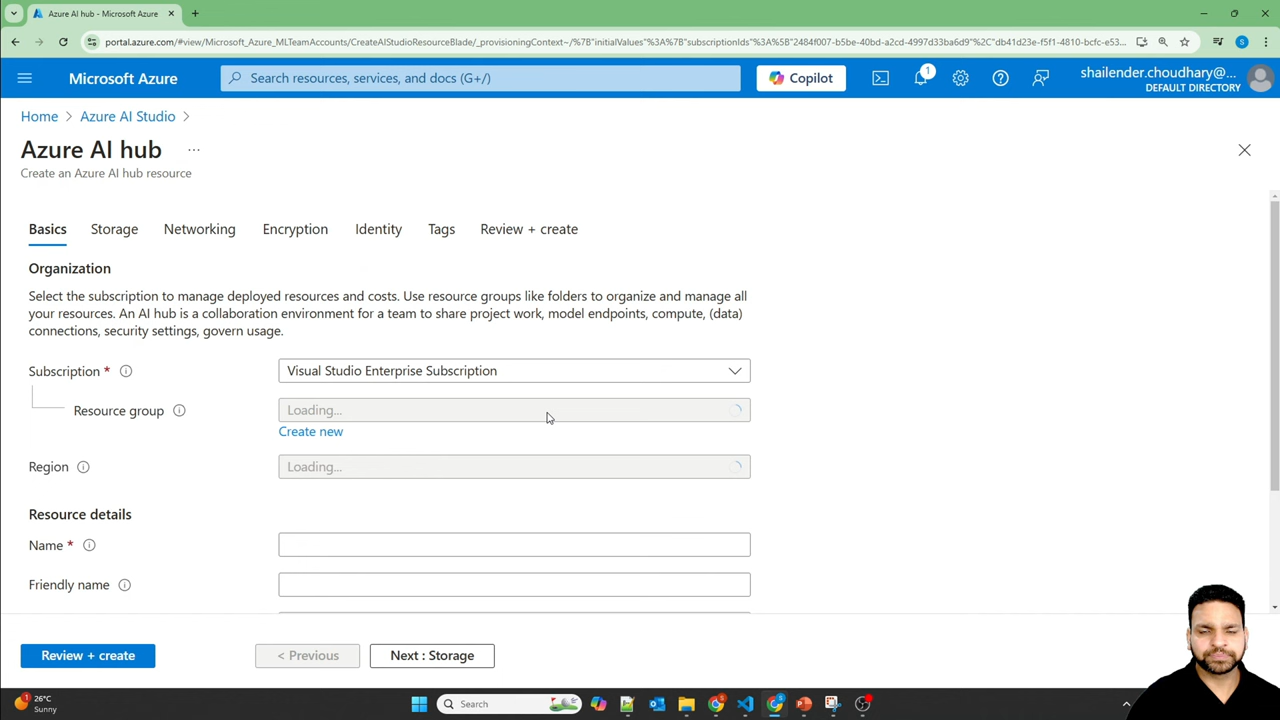 Azure AI hub - Microsoft Azure
portal.azure.com/#view/Microsoft_Azure_MLTeamAccounts/CreateAIStudioResourceBlade/_provisioningContext~/%7B"initialValues"%3A%7B"subscriptionIds"%3A%5B"2484f007-b5be-40bd-a2cd-4997d33ba6d9"%2C"db41d23e-f5f1-4810-bcfc-e53...
Microsoft Azure
Search resources, services, and docs (G+/)
Copilot
1
shailender.choudhary@...
DEFAULT DIRECTORY
Home > Azure AI Studio >
Azure AI hub ...
Create an Azure AI hub resource
Basics Storage Networking Encryption Identity Tags Review + create
Organization
Select the subscription to manage deployed resources and costs. Use resource groups like folders to organize and manage all
your resources. An AI hub is a collaboration environment for a team to share project work, model endpoints, compute, (data)
connections, security settings, govern usage.
Subscription * Visual Studio Enterprise Subscription
Resource group Loading...
Create new
Region Loading...
Resource details
Name *
Friendly name
Review + create < Previous Next : Storage
1
26°C
Sunny
Search